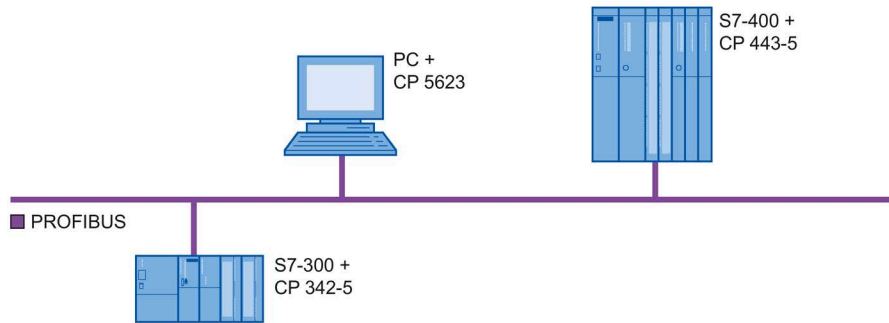 S7-400 +
CP 443-5
PC +
CP 5623
PROFIBUS
S7-300 +
CP 342-5